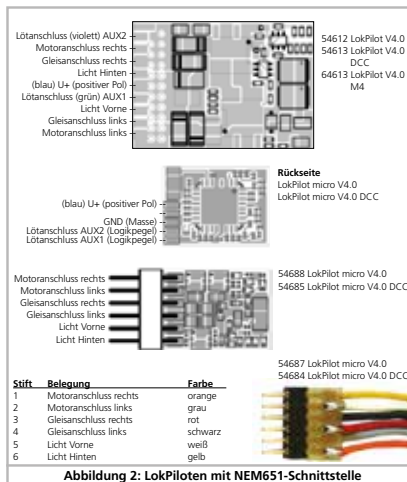 Lötanschluss (violett) AUX2
Motoranschluss rechts
Gleisanschluss rechts
Licht Hinten
(blau) U+ (positiver Pol)
Lötanschluss (grün) AUX1
Licht Vorne
Gleisanschluss links
Motoranschluss links
54612 LokPilot V4.0
54613 LokPilot V4.0
DCC
64613 LokPilot V4.0
M4
Rückseite
LokPilot micro V4.0
LokPilot micro V4.0 DCC
(blau) U+ (positiver Pol)
GND (Masse)
Lötanschluss AUX2 (Logikpegel)
Lötanschluss AUX1 (Logikpegel)
Motoranschluss rechts
Motoranschluss links
Gleisanschluss rechts
Gleisanschluss links
Licht Vorne
Licht Hinten
54688 LokPilot micro V4.0
54685 LokPilot micro V4.0 DCC
54687 LokPilot micro V4.0
54684 LokPilot micro V4.0 DCC
Stift Belegung Farbe
1 Motoranschluss rechts orange
2 Motoranschluss links grau
3 Gleisanschluss rechts rot
4 Gleisanschluss links schwarz
5 Licht Vorne weiß
6 Licht Hinten gelb
Abbildung 2: LokPiloten mit NEM651-Schnittstelle